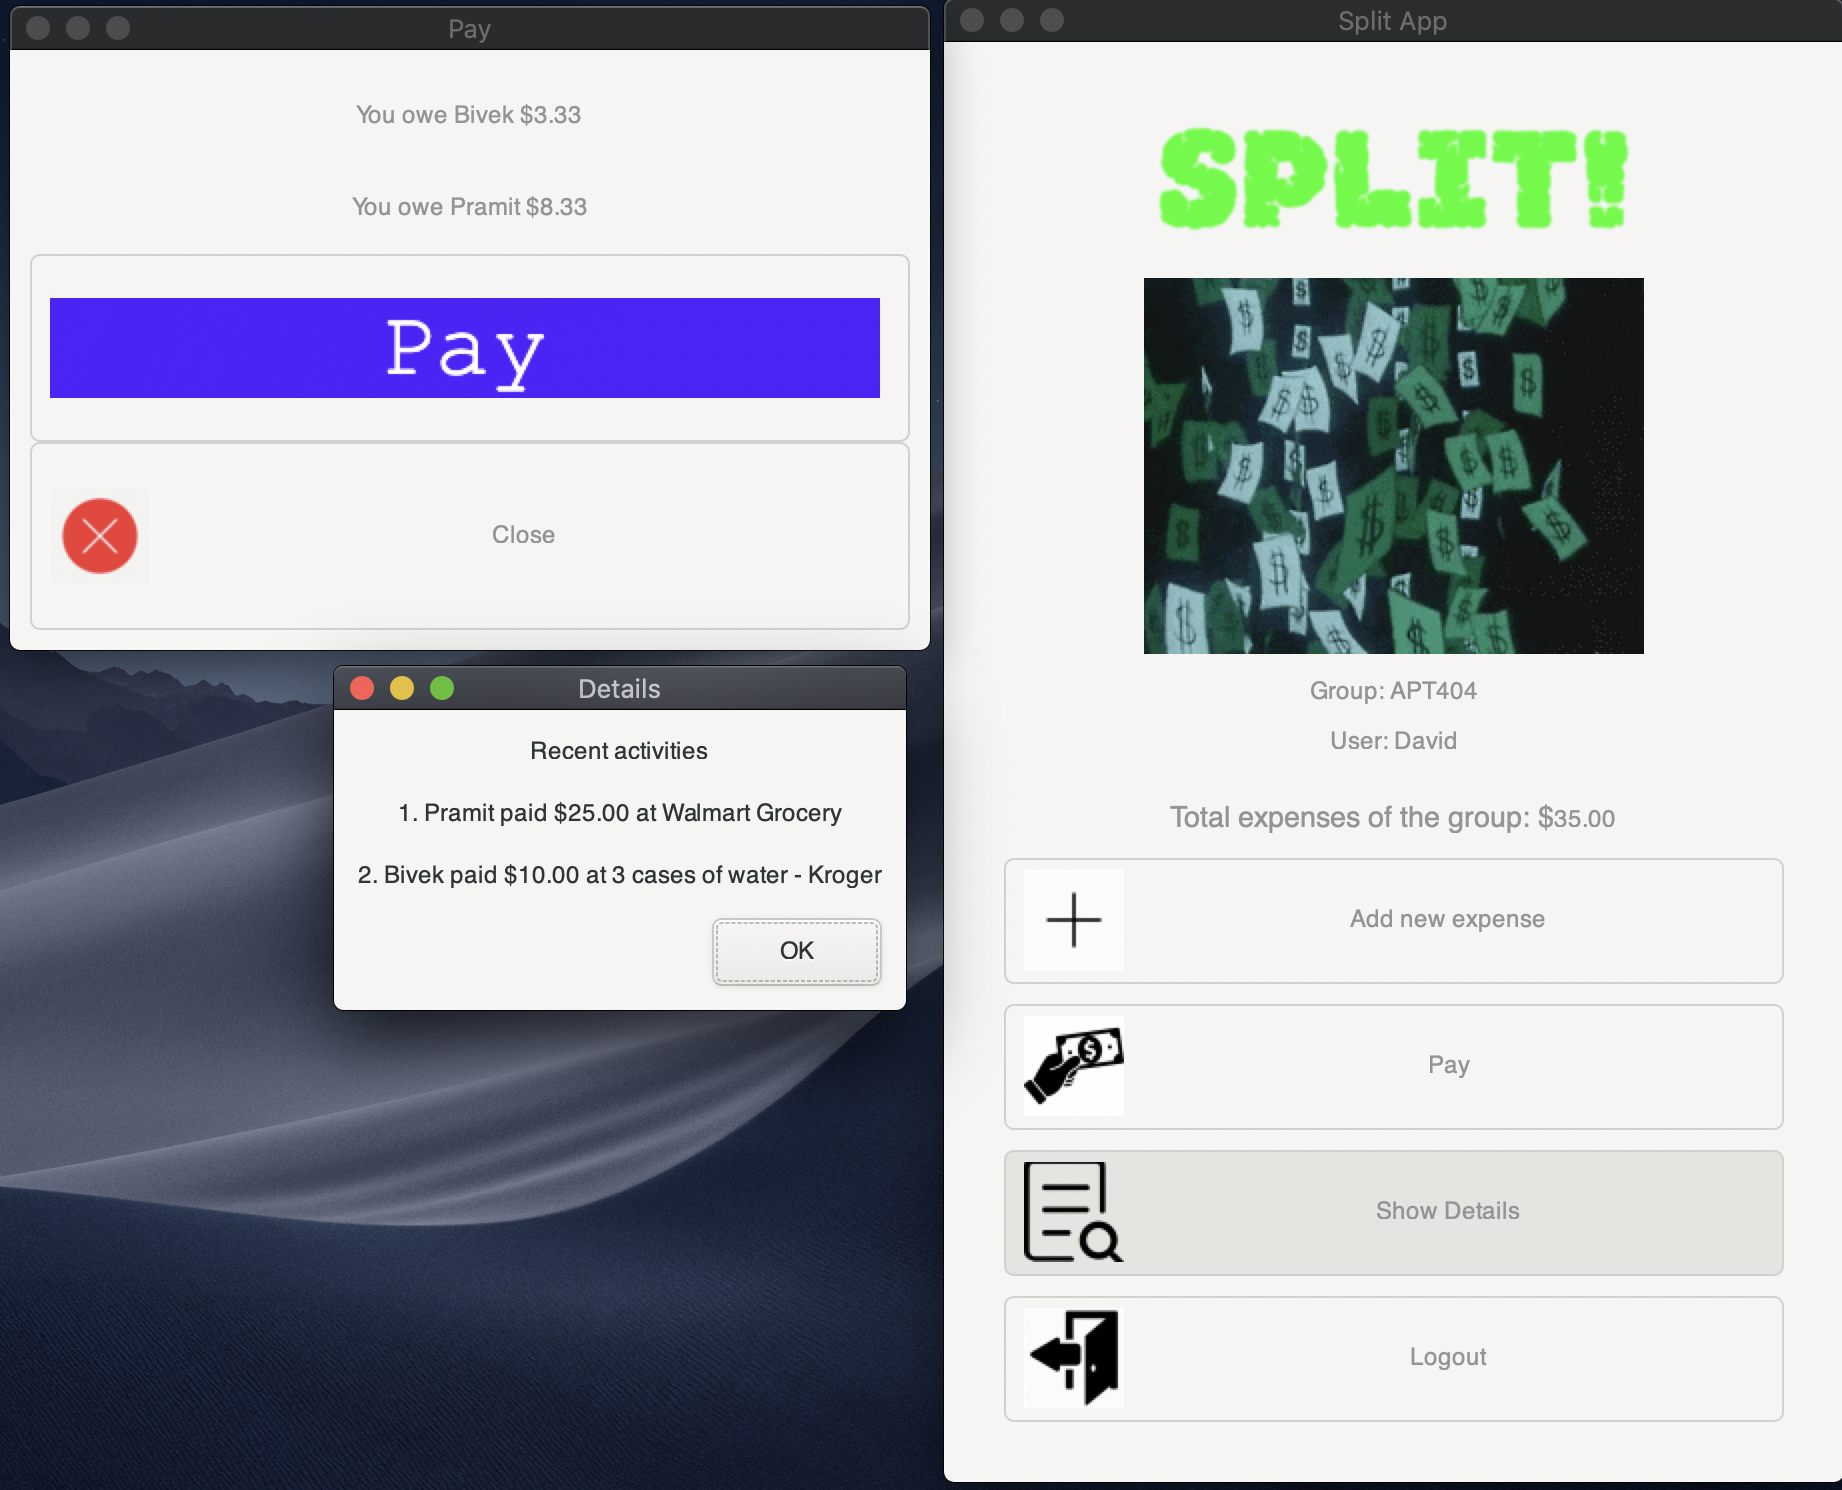 Pay
You owe Bivek $3.33
You owe Pramit $8.33
Pay
Close
Details
Recent activities
1. Pramit paid $25.00 at Walmart Grocery
2. Bivek paid $10.00 at 3 cases of water - Kroger
OK
Split App
SPLIT!
Group: APT404
User: David
Total expenses of the group: $35.00
Add new expense
Pay
Show Details
Logout